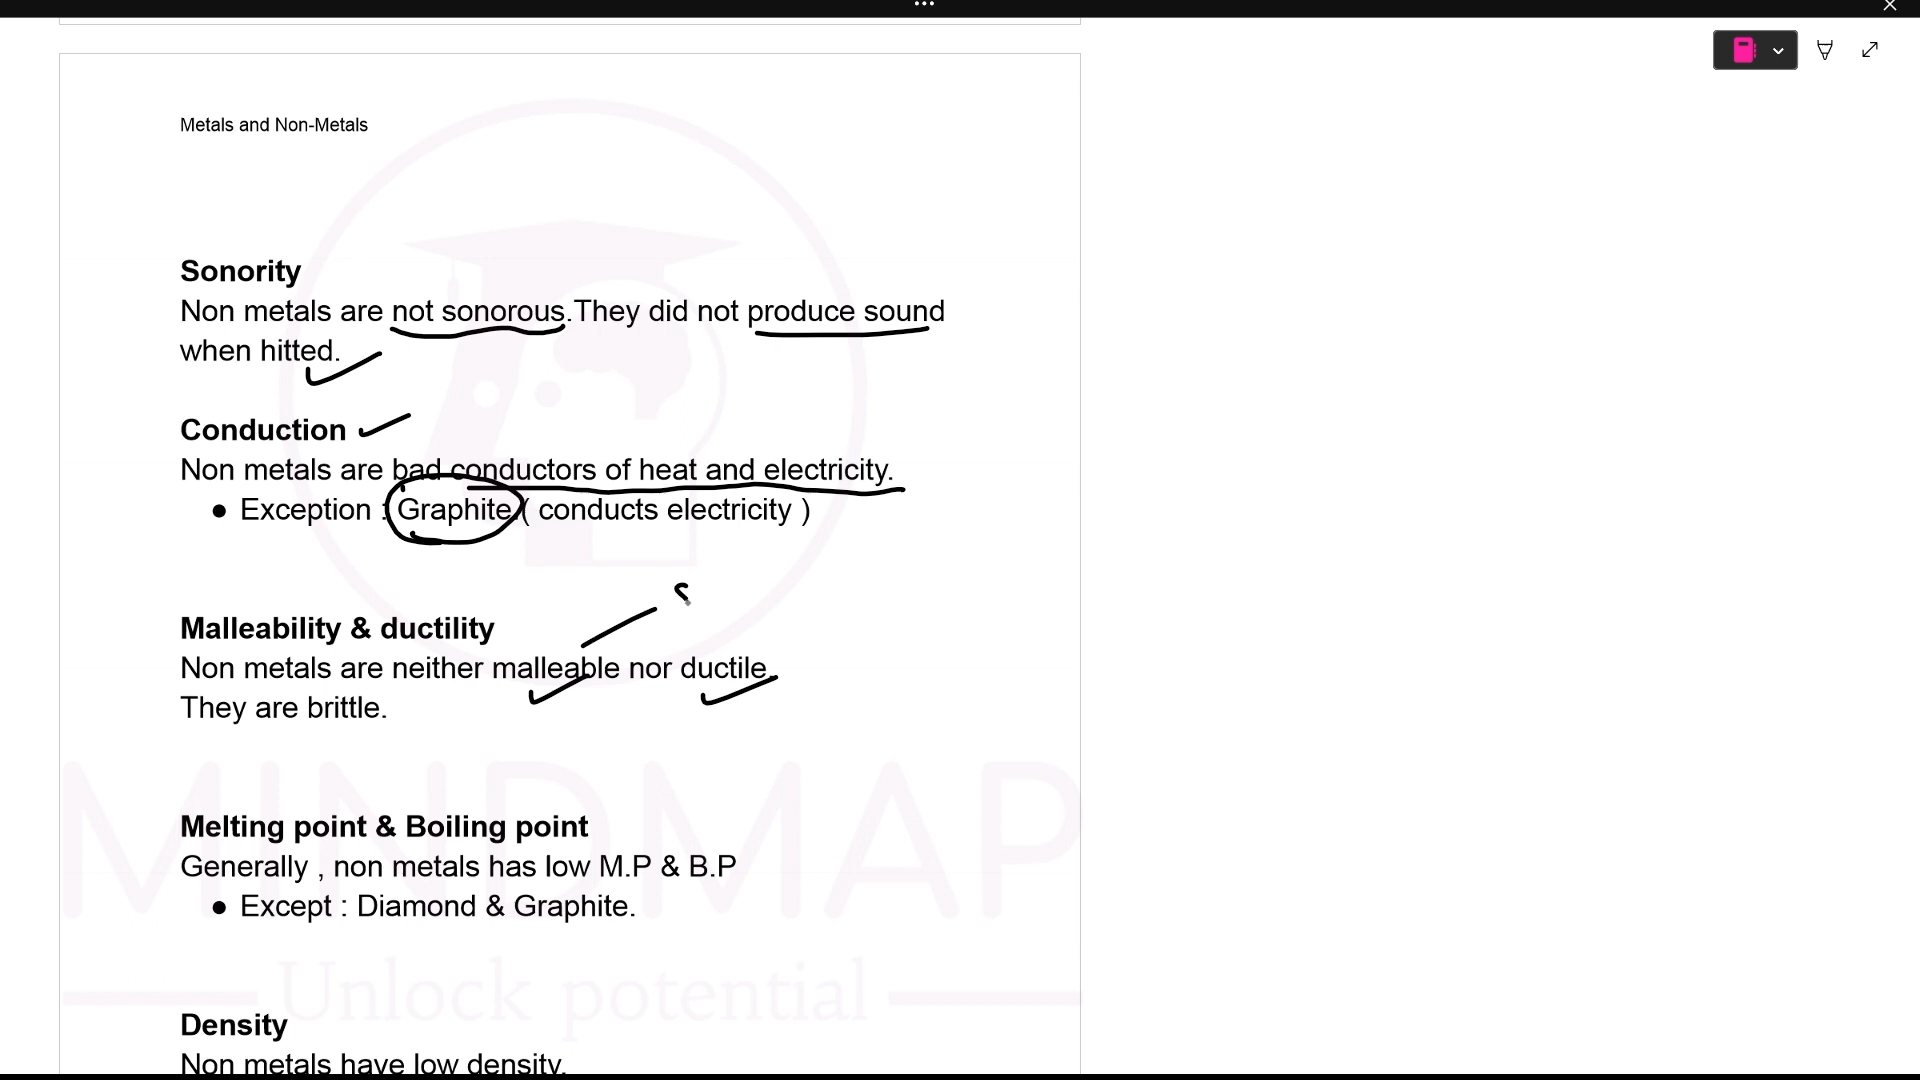 Metals and Non-Metals
Sonority
Non metals are not sonorous.They did not produce sound
when hitted.
Conduction
Non metals are bad conductors of heat and electricity.
● Exception : Graphite.( conducts electricity )
Malleability & ductility
Non metals are neither malleable nor ductile.
They are brittle.
MINDMAP
Melting point & Boiling point
Generally , non metals has low M.P & B.P
● Except : Diamond & Graphite.
Unlock potential
Density
Non metals have low density.